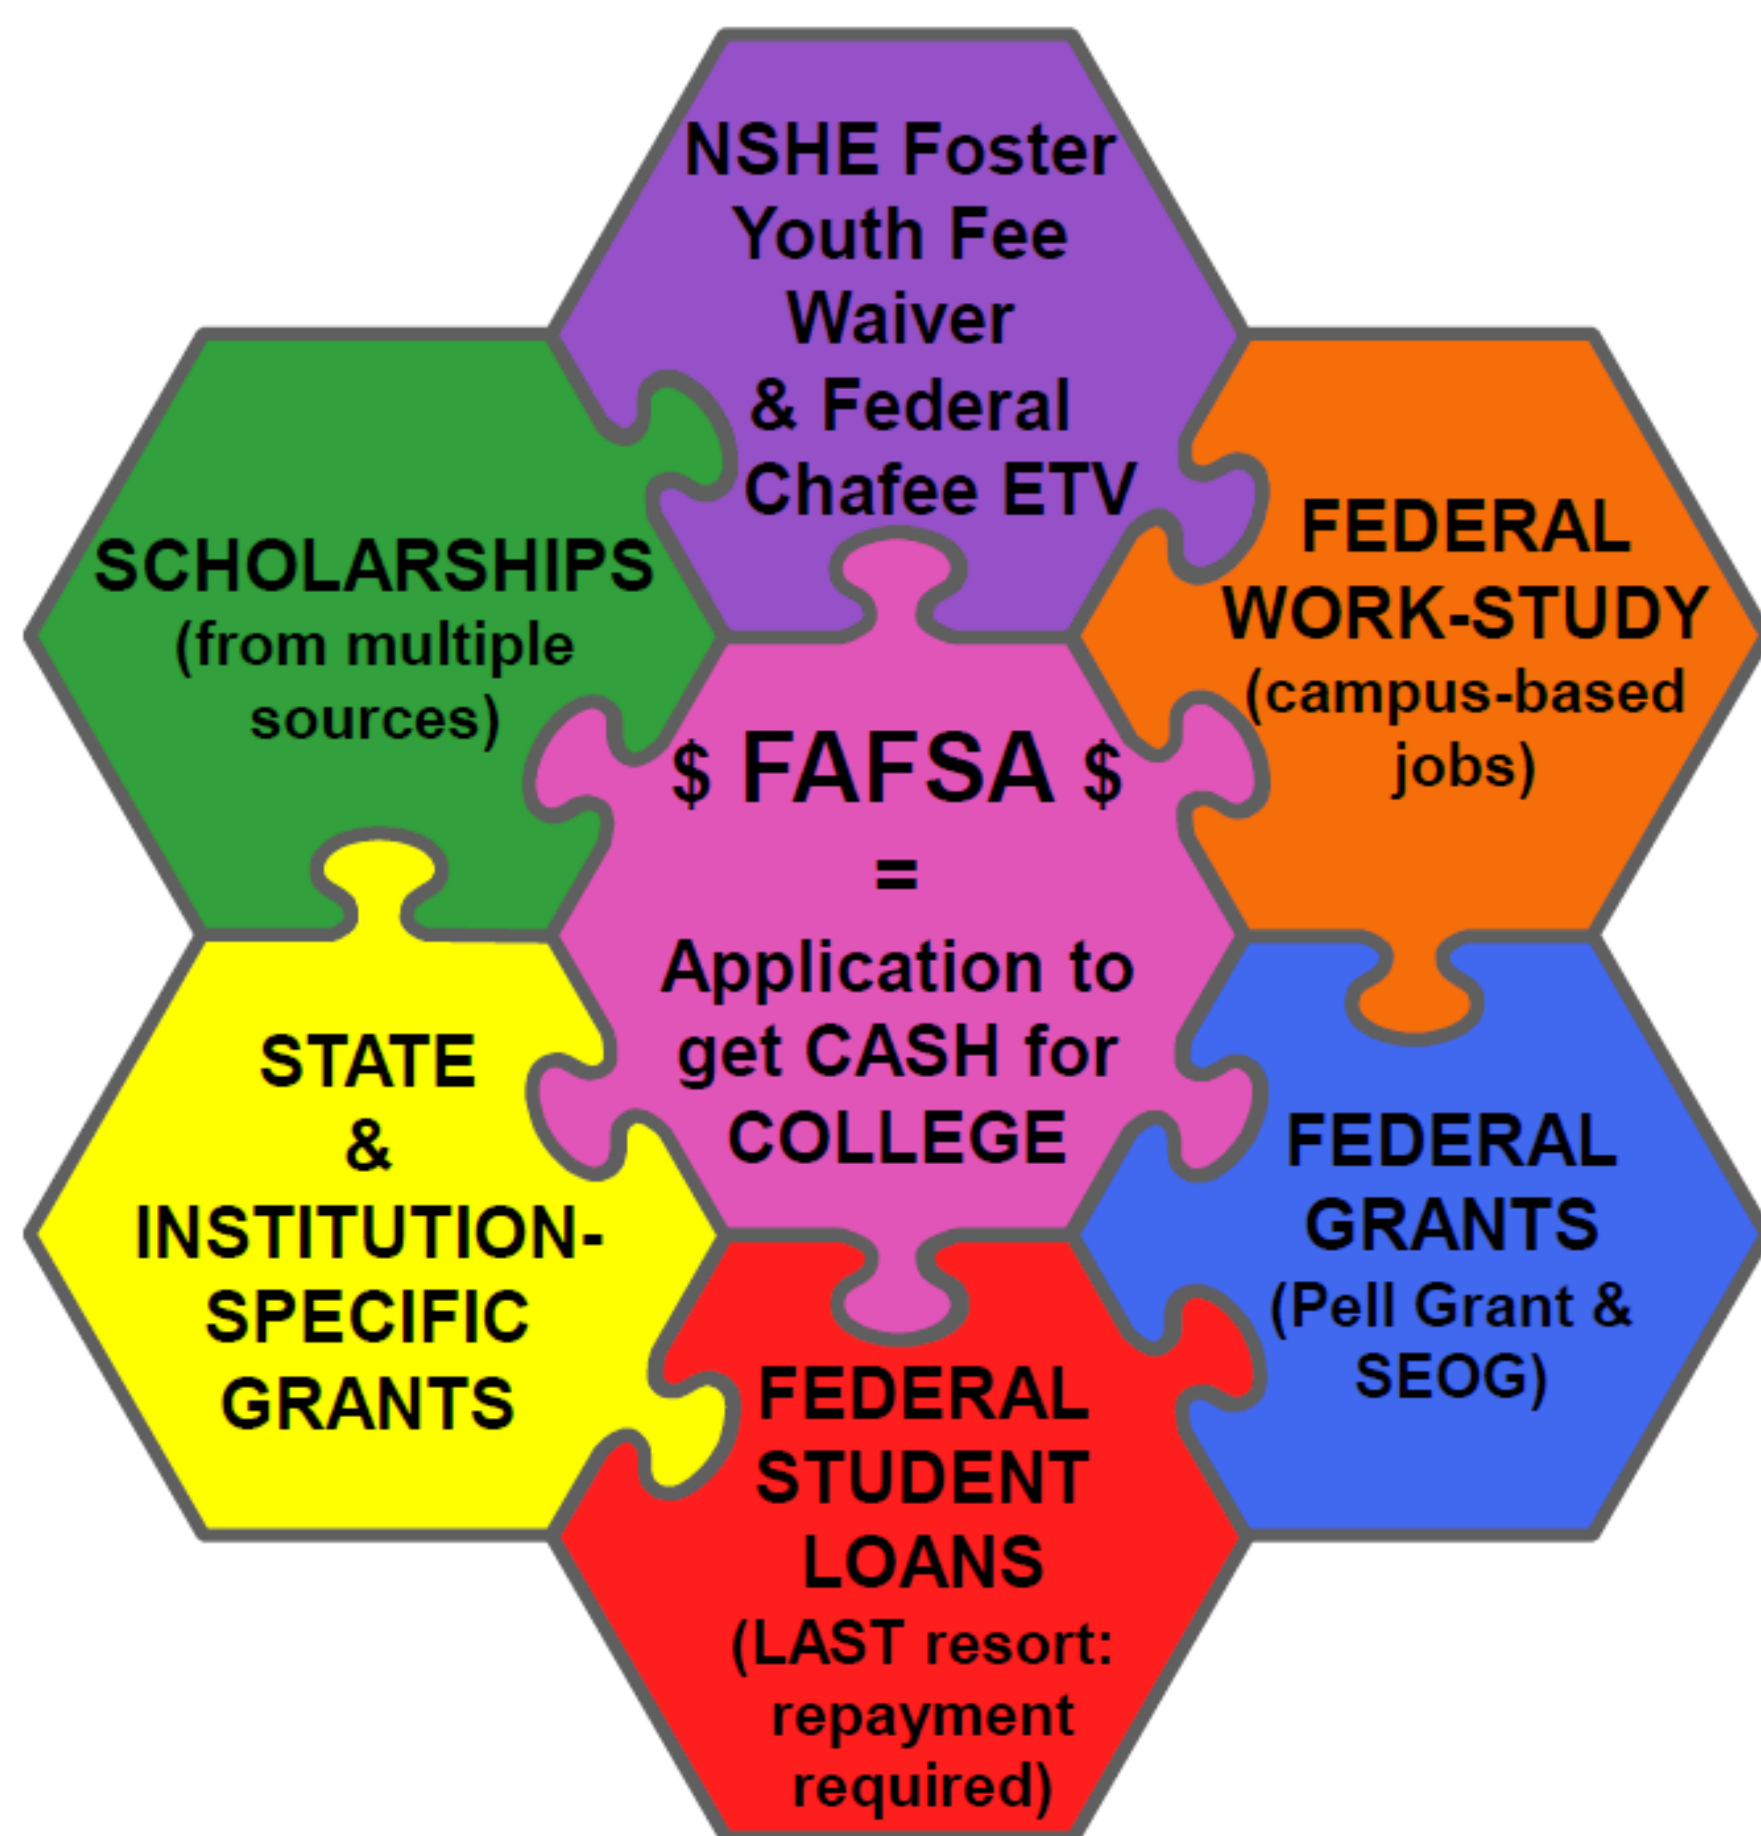 NSHE Foster
Youth Fee
Waiver
& Federal
Chafee ETV
SCHOLARSHIPS
(from multiple
sources)
FEDERAL
WORK-STUDY
(campus-based
jobs)
$ FAFSA $
=
Application to
get CASH for
COLLEGE
STATE
&
INSTITUTION-
SPECIFIC
GRANTS
FEDERAL
GRANTS
(Pell Grant &
SEOG)
FEDERAL
STUDENT
LOANS
(LAST resort:
repayment
required)